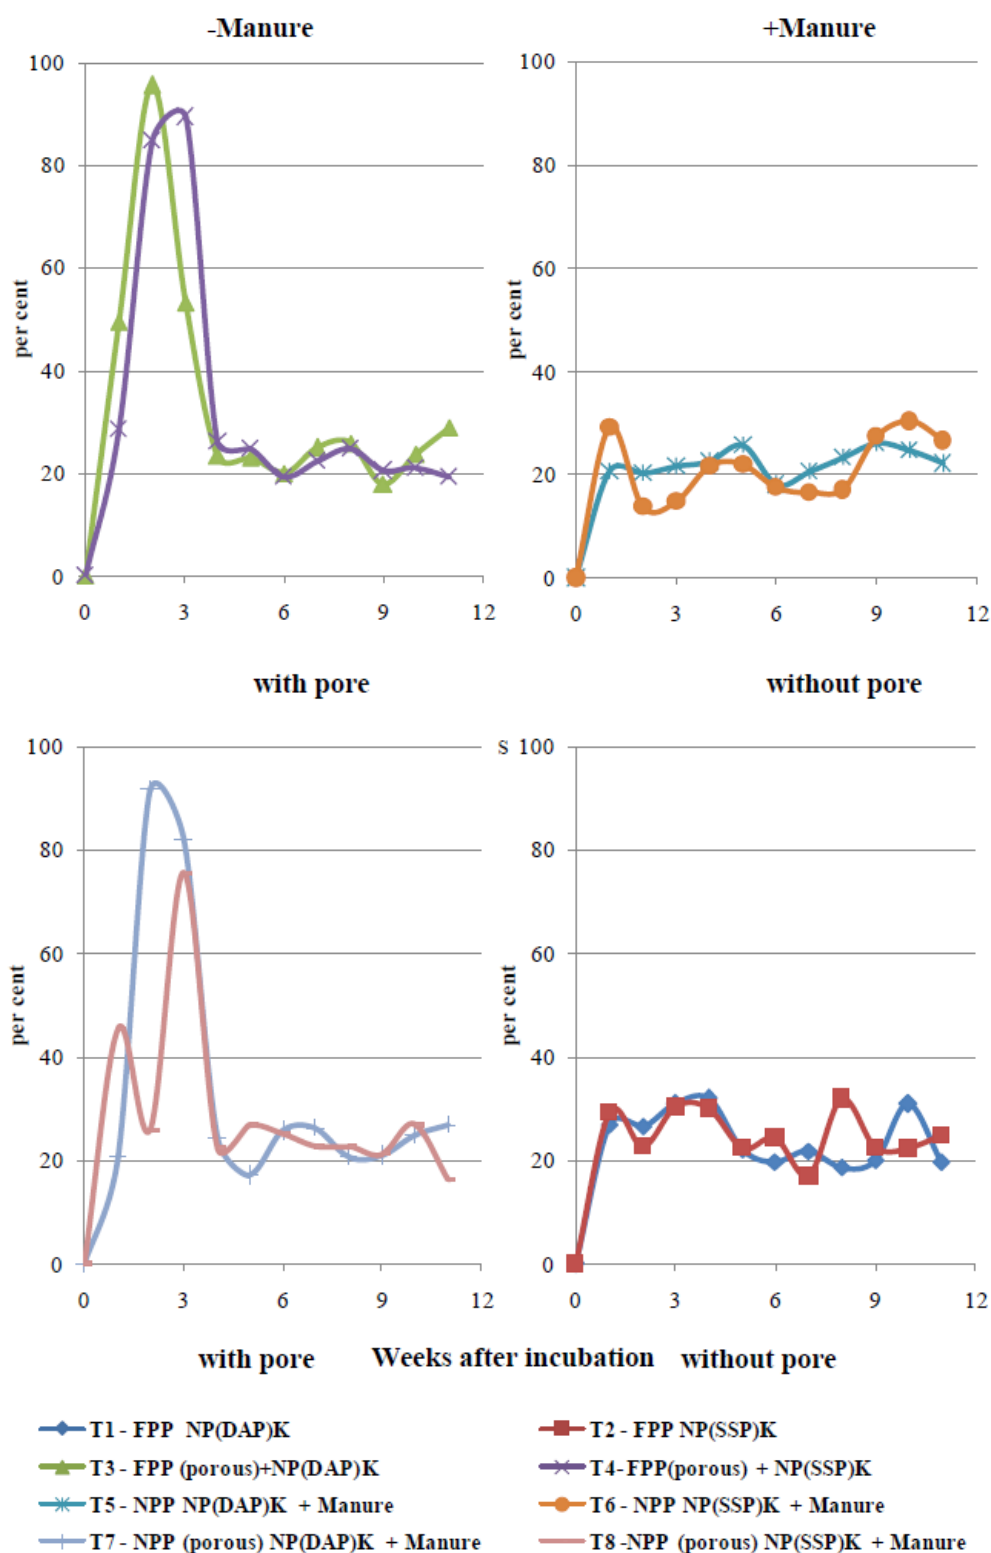 -Manure +Manure
100 100
80 80
60 60
40 40
20 20
0 0
per cent per cent
0 3 6 9 12 0 3 6 9 12
with pore without pore
100 S 100
80 80
60 60
40 40
20 20
0 0
per cent per cent
0 3 6 9 12 0 3 6 9 12
with pore Weeks after incubation without pore
T1 - FPP NP(DAP)K T2 - FPP NP(SSP)K
T3 - FPP (porous)+NP(DAP)K T4-FPP(porous) + NP(SSP)K
T5 - NPP NP(DAP)K + Manure T6 - NPP NP(SSP)K + Manure
T7 - NPP (porous) NP(DAP)K + Manure T8 -NPP (porous) NP(SSP)K + Manure